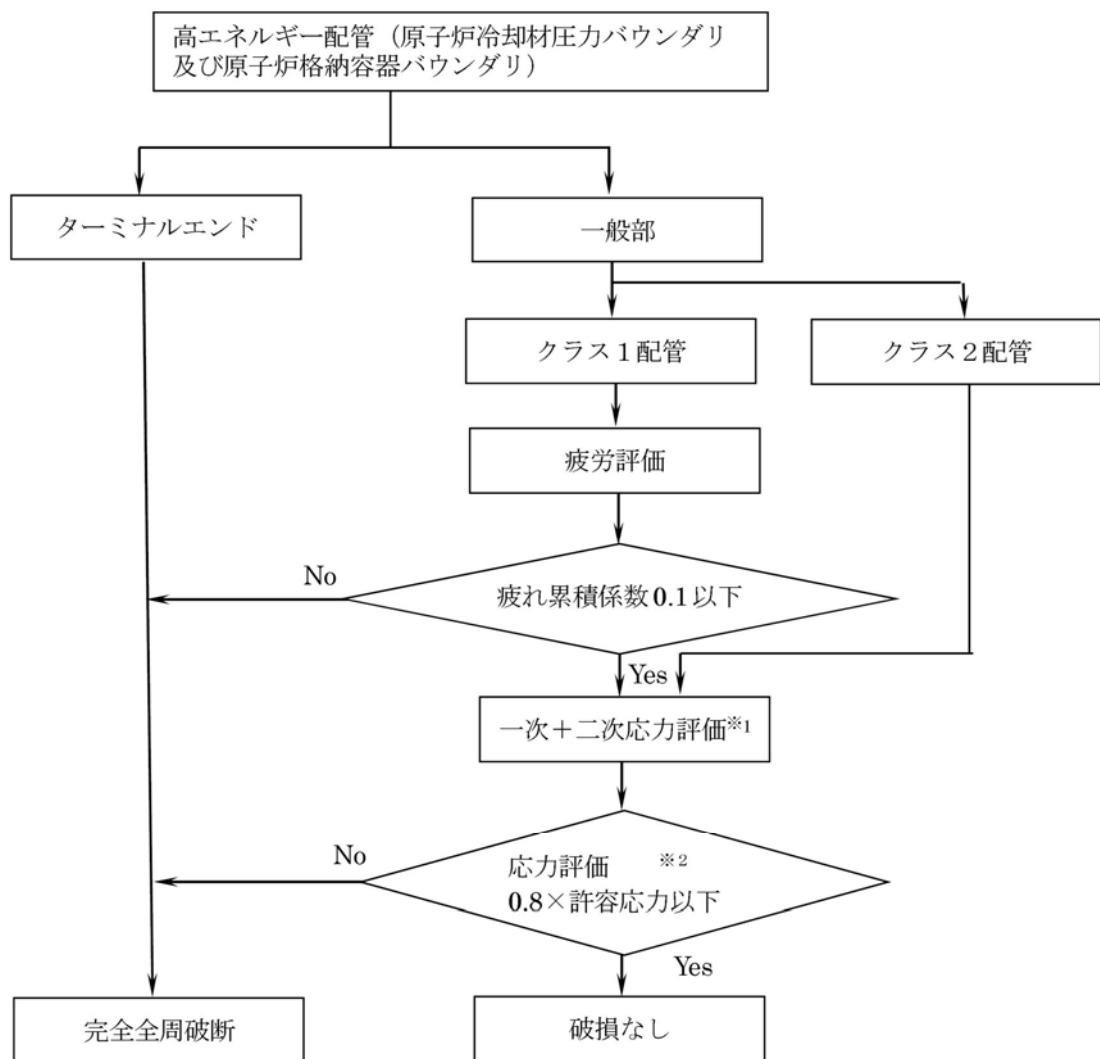 高エネルギー配管（原子炉冷却材圧力バウンダリ
及び原子炉格納容器バウンダリ）
ターミナルエンド
一般部
クラス１配管
クラス２配管
疲労評価
No
疲れ累積係数 0.1 以下
Yes
一次＋二次応力評価※1
No
応力評価 ※2
0.8×許容応力以下
Yes
完全全周破断
破損なし